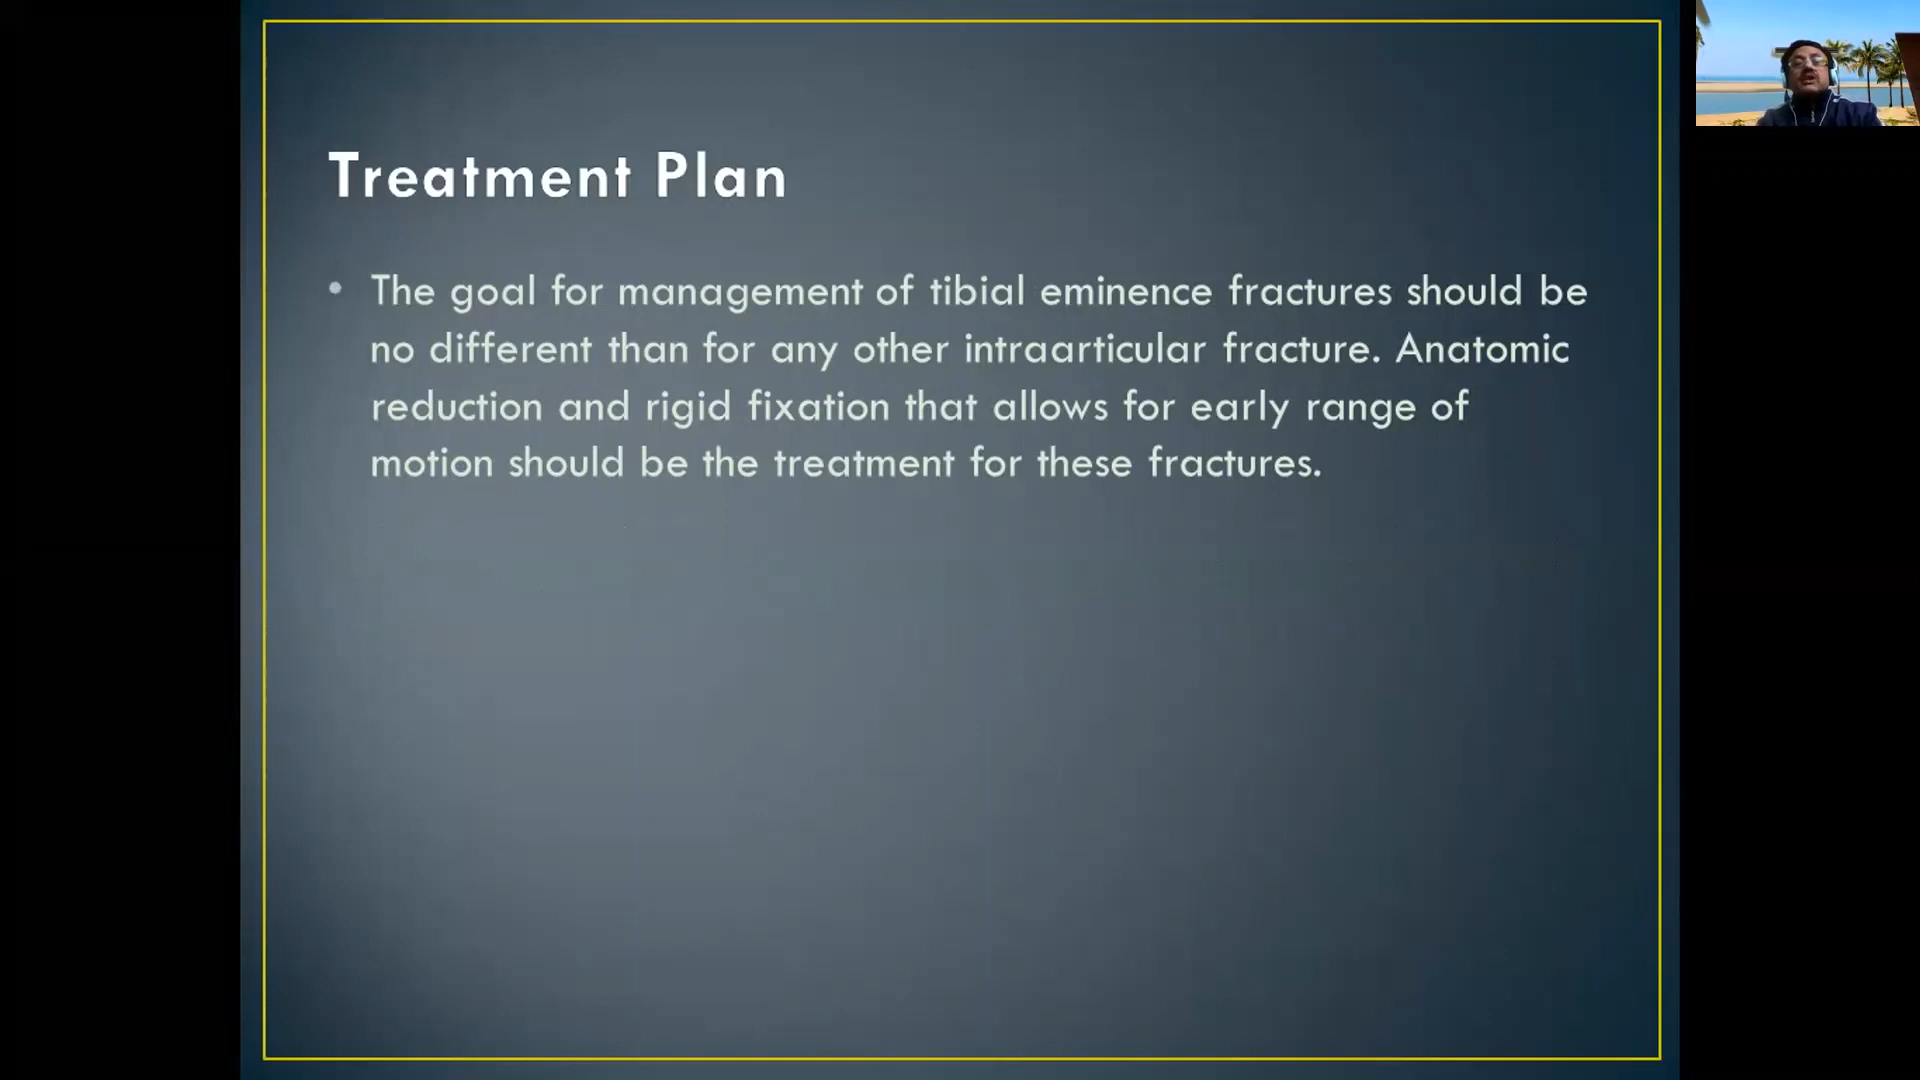 Treatment Plan
• The goal for management of tibial eminence fractures should be
no different than for any other intraarticular fracture. Anatomic
reduction and rigid fixation that allows for early range of
motion should be the treatment for these fractures.